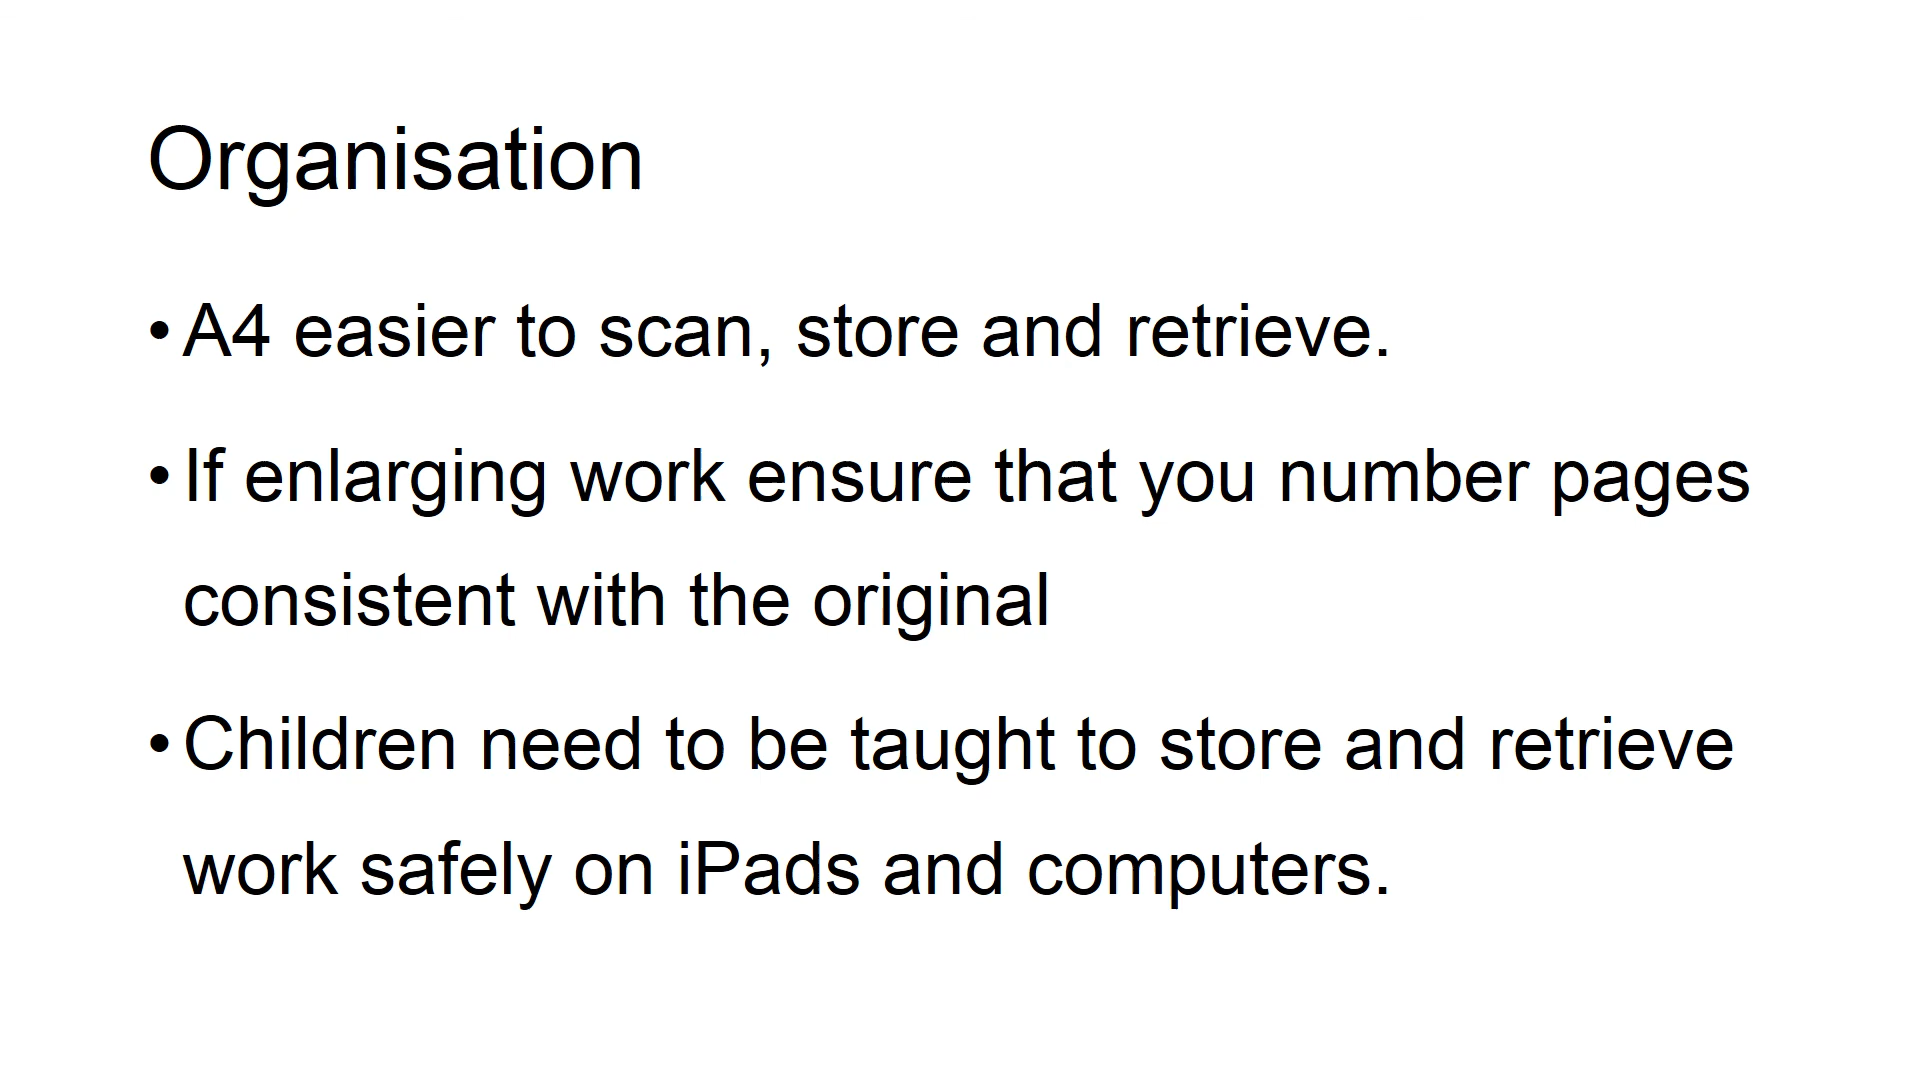 Organisation
• A4 easier to scan, store and retrieve.
• If enlarging work ensure that you number pages
consistent with the original
• Children need to be taught to store and retrieve
work safely on iPads and computers.